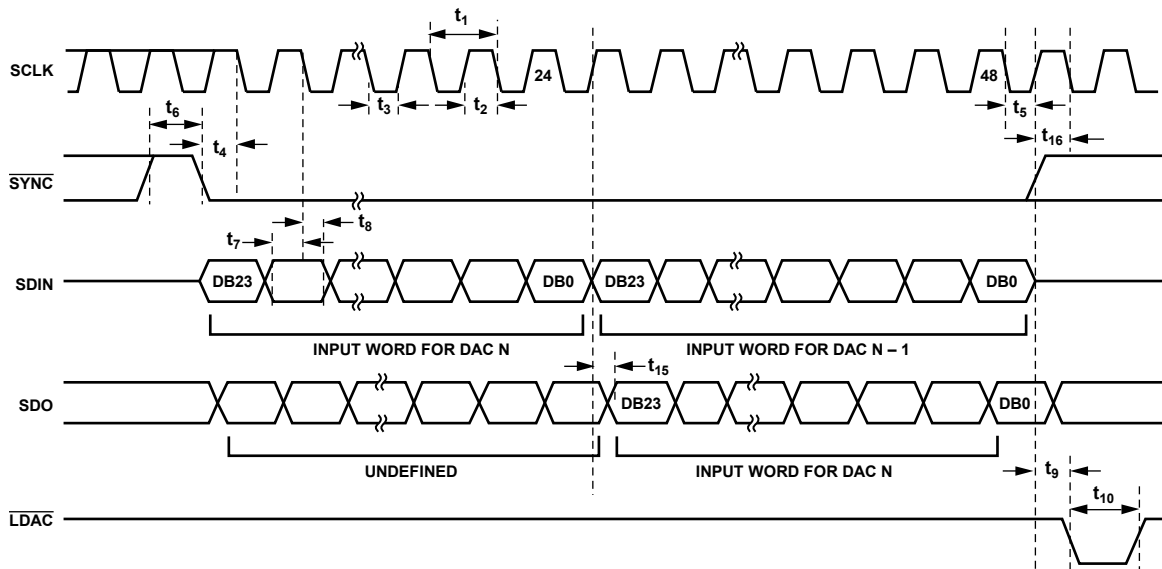 t1
SCLK
24
48
t3
t2
t5
t6
t4
t16
SYNC
t8
t7
SDIN
DB23
DB0
DB23
DB0
INPUT WORD FOR DAC N
INPUT WORD FOR DAC N – 1
t15
SDO
DB23
DB0
UNDEFINED
INPUT WORD FOR DAC N
t9
t10
LDAC